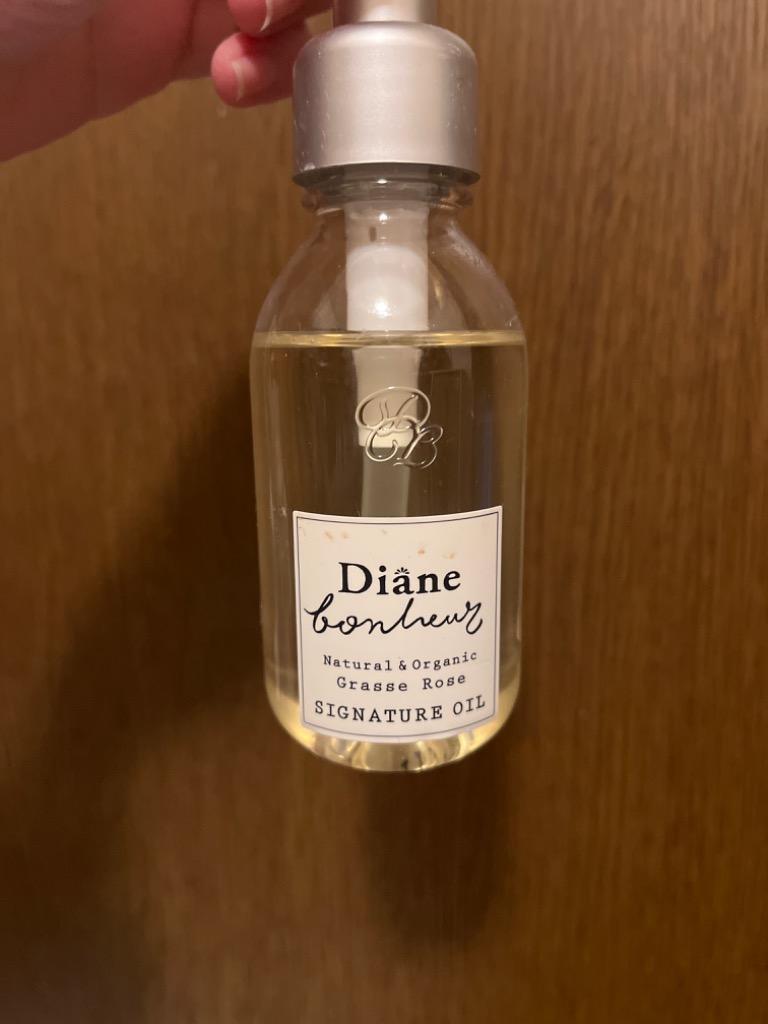 Diane
bonheur
Natural & Organic
Grasse Rose
SIGNATURE OIL